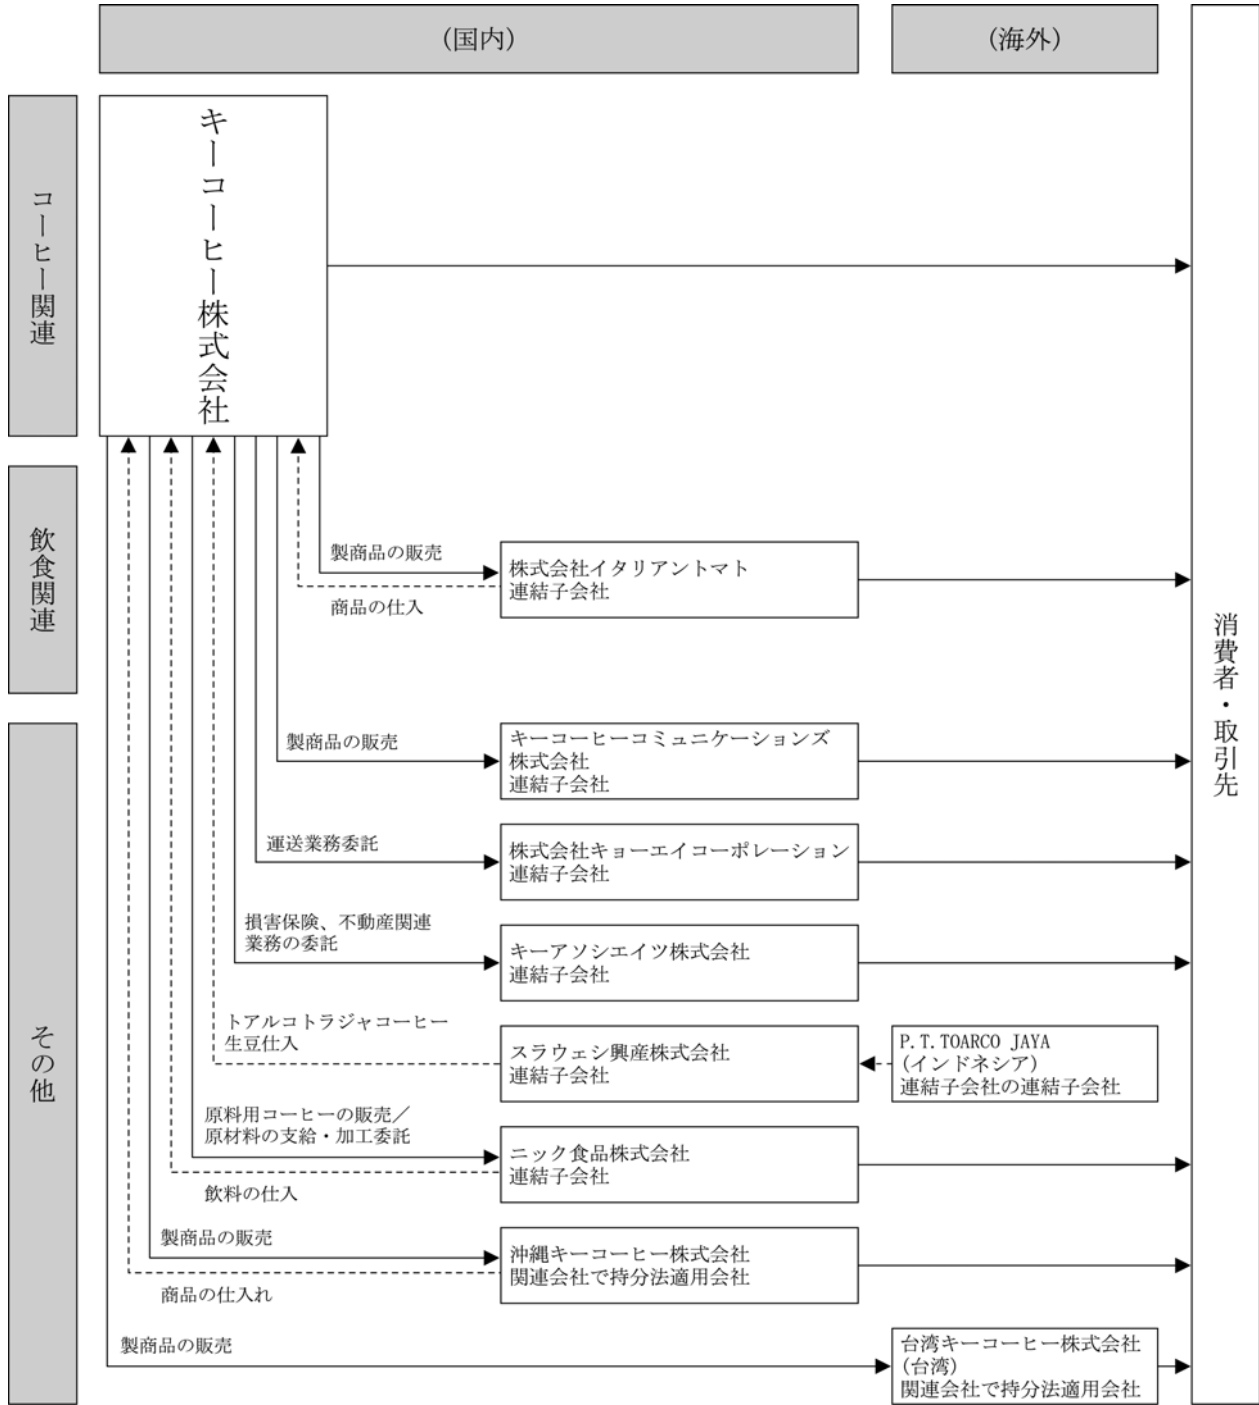 (国内)
(海外)
コーヒー関連
キーコーヒー株式会社
飲食関連
製商品の販売
商品の仕入
株式会社イタリアントマト
連結子会社
消費者・取引先
その他
製商品の販売
キーコーヒーコミュニケーションズ
株式会社
連結子会社
運送業務委託
株式会社キョーエイコーポレーション
連結子会社
損害保険、不動産関連
業務の委託
キーアソシエイツ株式会社
連結子会社
トアルコトラジャコーヒー
生豆仕入
スラウェシ興産株式会社
連結子会社
P.T.TOARCO JAYA
(インドネシア)
連結子会社の連結子会社
原料用コーヒーの販売/
原材料の支給・加工委託
飲料の仕入
ニック食品株式会社
連結子会社
製商品の販売
商品の仕入れ
沖縄キーコーヒー株式会社
関連会社で持分法適用会社
製商品の販売
台湾キーコーヒー株式会社
(台湾)
関連会社で持分法適用会社